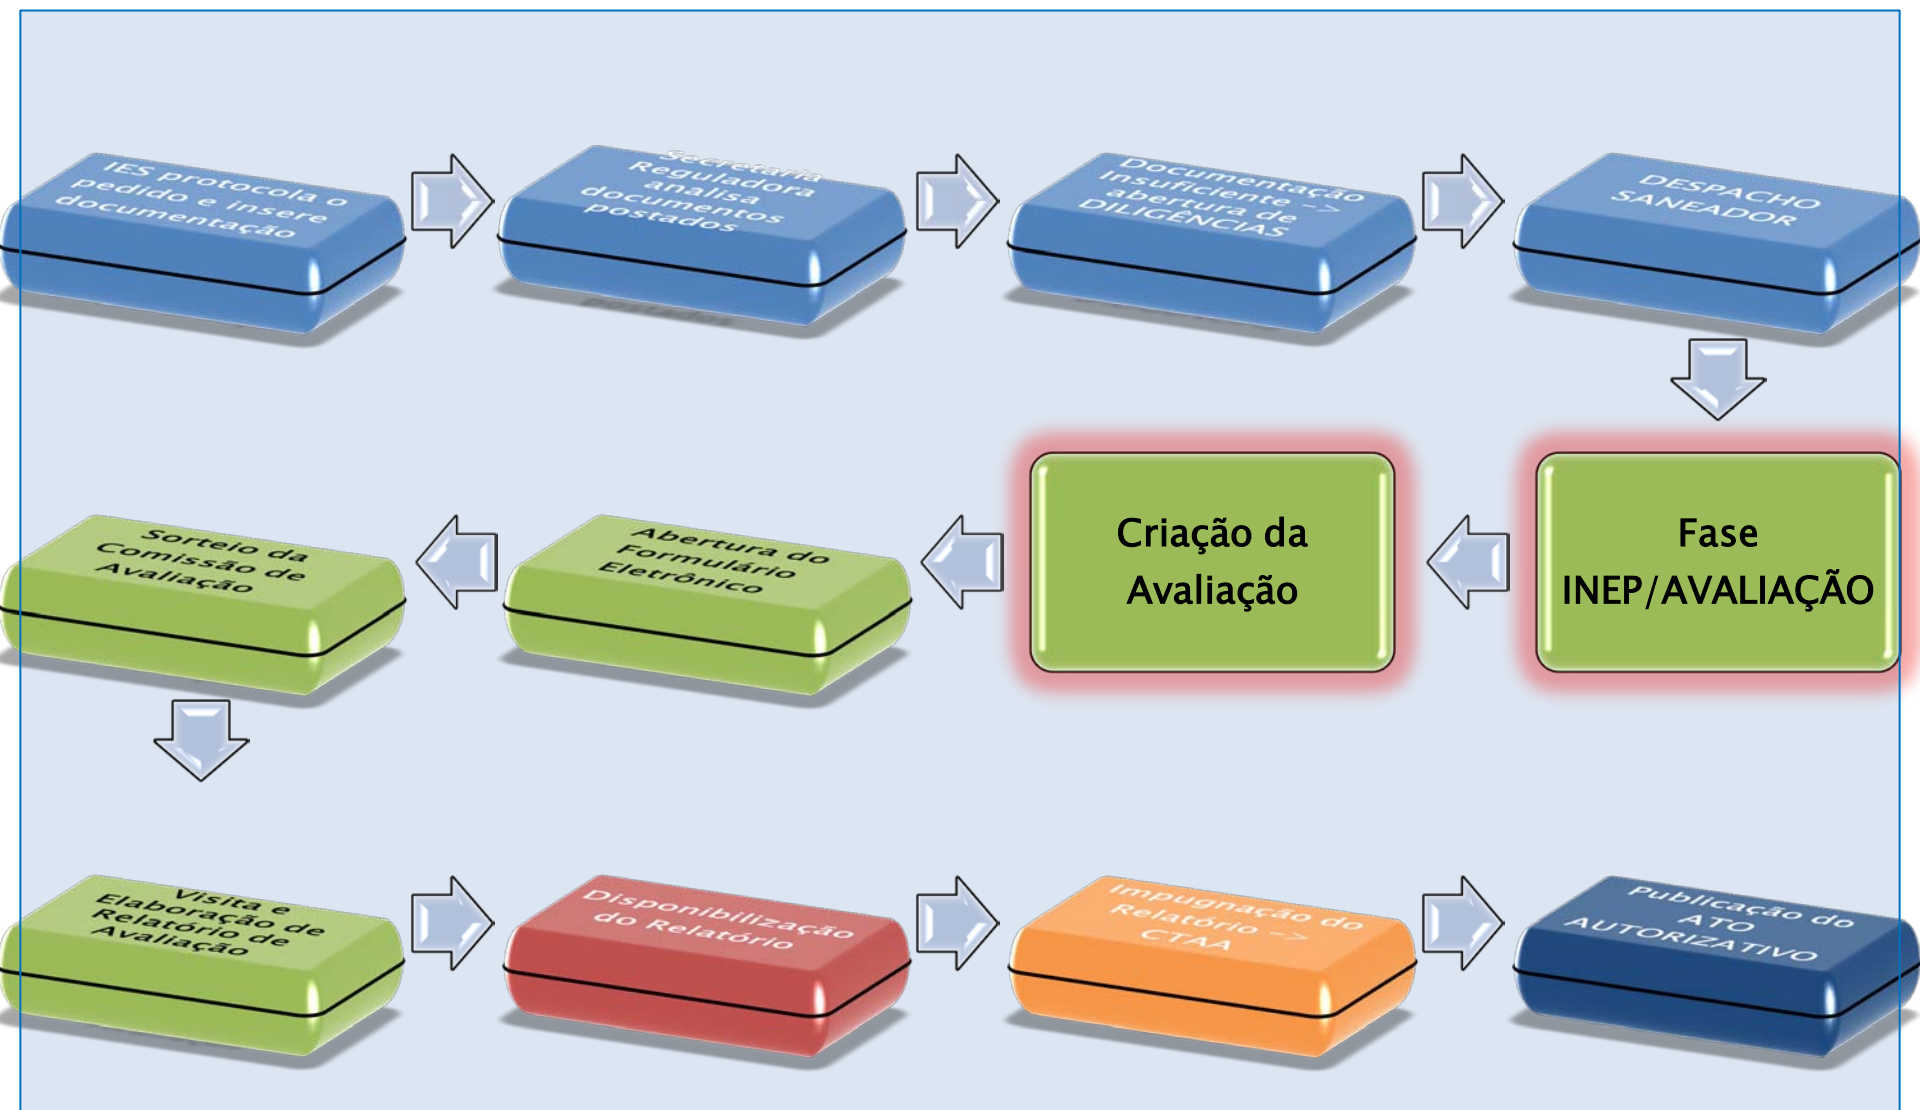 IES protocola o
pedido e insere
documentação
Secretaria
Reguladora
analisa
documentos
postados
Documentação
Insuficiente ->
abertura de
DILIGÊNCIAS
DESPACHO
SANEADOR
Fase
INEP/AVALIAÇÃO
Criação da
Avaliação
Abertura do
Formulário
Eletrônico
Sorteio da
Comissão de
Avaliação
Visita e
Elaboração de
Relatório de
Avaliação
Disponibilização
do Relatório
Impugnação do
Relatório ->
CTAA
Publicação do
ATO
AUTORIZATIVO